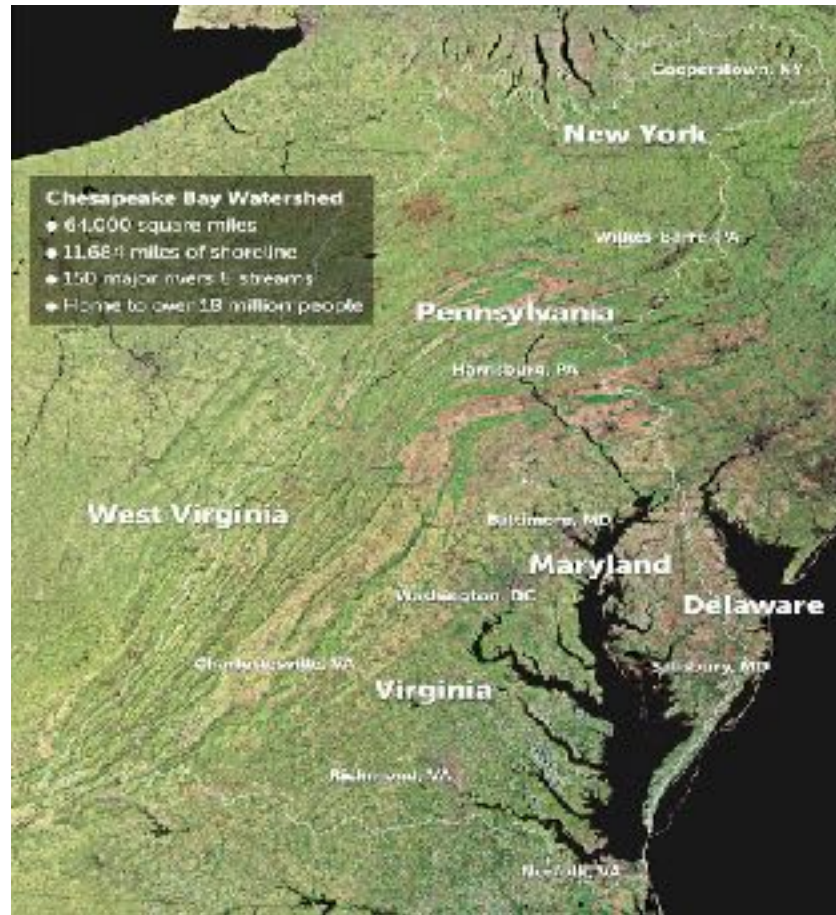 Cooperstown, NY
New York
Chesapeake Bay Watershed
• 64,000 square miles
• 11,684 miles of shoreline
• 150 major rivers & streams
• Home to over 18 million people
Wilkes-Barre, PA
Pennsylvania
Harrisburg, PA
West Virginia
Baltimore, MD
Maryland
Washington, DC
Delaware
Charlottesville, VA
Salisbury, MD
Virginia
Richmond, VA
Norfolk, VA